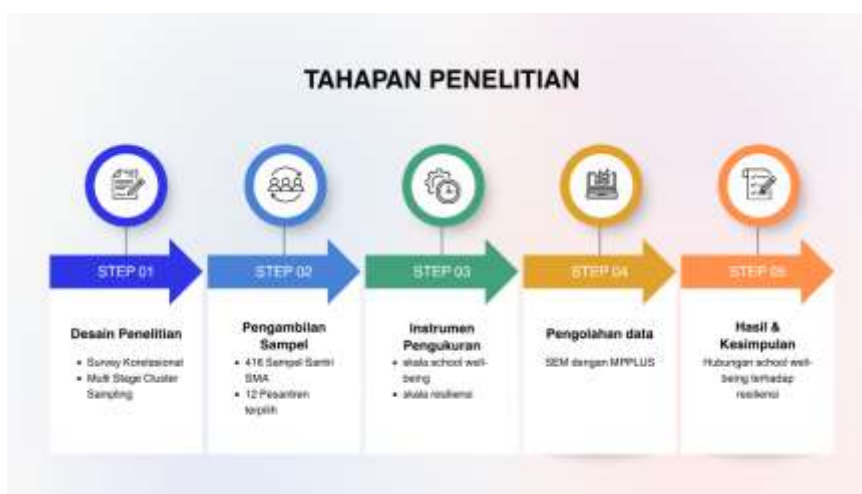 TAHAPAN PENELITIAN
STEP 01
STEP 02
STEP 03
STEP 04
STEP 05
Desain Penelitian
• Survey Korelasional
• Multi Stage Cluster
Sampling
Pengambilan
Sampel
• 416 Sampel Santri
SMA
• 12 Pesantren
terpilih
Instrumen
Pengukuran
• skala school well-
being
• skala resiliensi
Pengolahan data
SEM dengan MPPLUS
Hasil &
Kesimpulan
Hubungan school well-
being terhadap
resiliensi